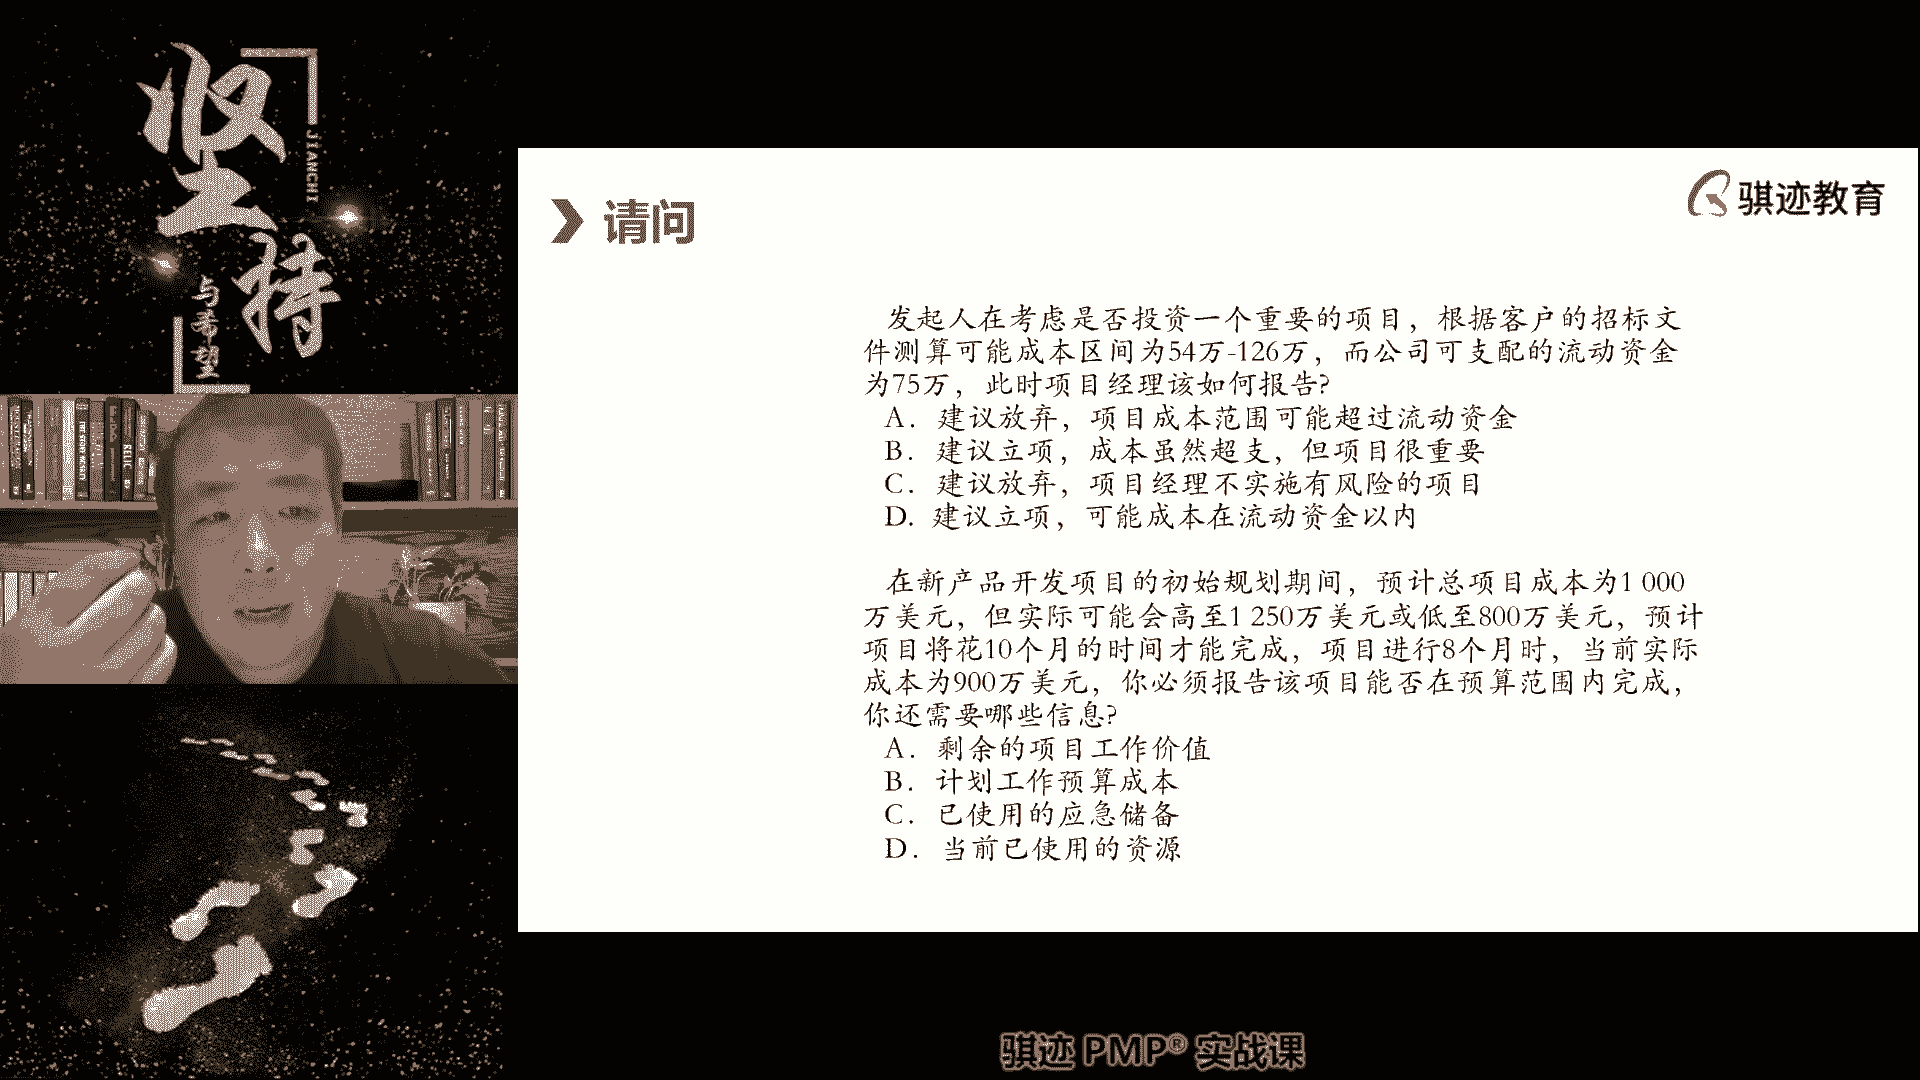 坚
JIANCHI
持
与希望
请问
骐迹教育
发起人在考虑是否投资一个重要的项目，根据客户的招标文
件测算可能成本区间为54万-126万，而公司可支配的流动资金
为75万，此时项目经理该如何报告?
A. 建议放弃，项目成本范围可能超过流动资金
B. 建议立项，成本虽然超支，但项目很重要
C. 建议放弃，项目经理不实施有风险的项目
D. 建议立项，可能成本在流动资金以内
在新产品开发项目的初始规划期间，预计总项目成本为1 000
万美元，但实际可能会高至1 250万美元或低至800万美元，预计
项目将花10个月的时间才能完成，项目进行8个月时，当前实际
成本为900万美元，你必须报告该项目能否在预算范围内完成，
你还需要哪些信息?
A. 剩余的项目工作价值
B. 计划工作预算成本
C. 已使用的应急储备
D. 当前已使用的资源
骐迹 PMP® 实战课